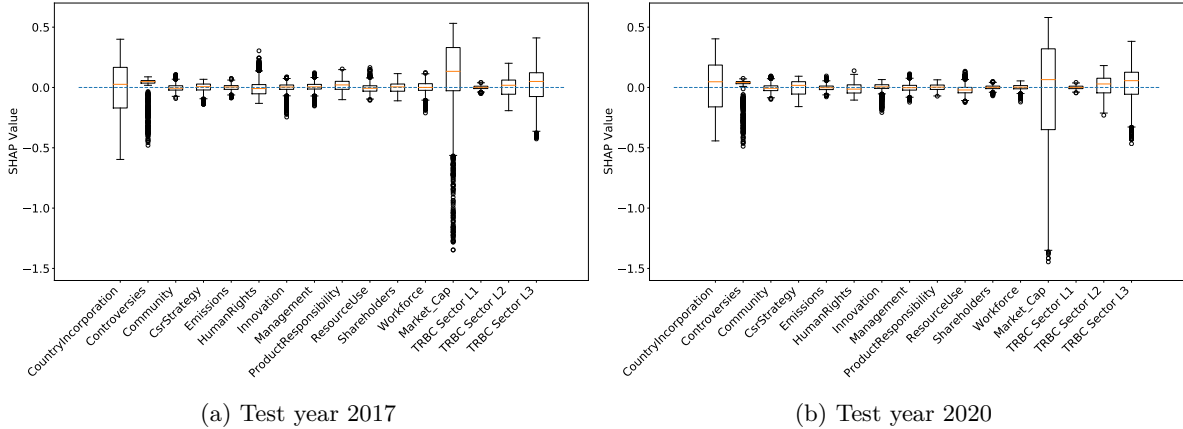 0.5
0.0
−0.5
−1.0
−1.5
SHAP Value
CountryIncorporation
Controversies
Community
CsrStrategy
Emissions
HumanRights
Innovation
Management
ProductResponsibility
ResourceUse
Shareholders
Workforce
Market_Cap
TRBC Sector L1
TRBC Sector L2
TRBC Sector L3
(a) Test year 2017
0.5
0.0
−0.5
−1.0
−1.5
SHAP Value
CountryIncorporation
Controversies
Community
CsrStrategy
Emissions
HumanRights
Innovation
Management
ProductResponsibility
ResourceUse
Shareholders
Workforce
Market_Cap
TRBC Sector L1
TRBC Sector L2
TRBC Sector L3
(b) Test year 2020